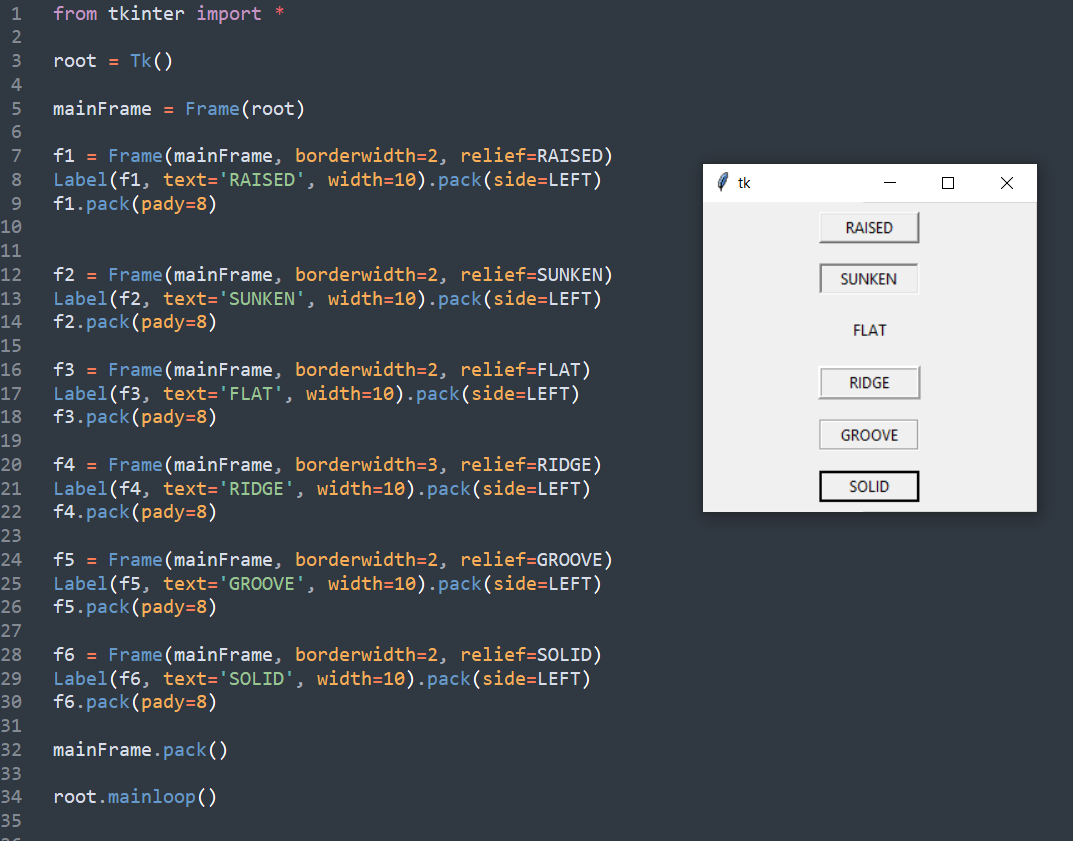 1 from tkinter import *
2
3 root = Tk()
4
5 mainFrame = Frame(root)
6
7 f1 = Frame(mainFrame, borderwidth=2, relief=RAISED)
8 Label(f1, text='RAISED', width=10).pack(side=LEFT)
9 f1.pack(pady=8)
10
11
12 f2 = Frame(mainFrame, borderwidth=2, relief=SUNKEN)
13 Label(f2, text='SUNKEN', width=10).pack(side=LEFT)
14 f2.pack(pady=8)
15
16 f3 = Frame(mainFrame, borderwidth=2, relief=FLAT)
17 Label(f3, text='FLAT', width=10).pack(side=LEFT)
18 f3.pack(pady=8)
19
20 f4 = Frame(mainFrame, borderwidth=3, relief=RIDGE)
21 Label(f4, text='RIDGE', width=10).pack(side=LEFT)
22 f4.pack(pady=8)
23
24 f5 = Frame(mainFrame, borderwidth=2, relief=GROOVE)
25 Label(f5, text='GROOVE', width=10).pack(side=LEFT)
26 f5.pack(pady=8)
27
28 f6 = Frame(mainFrame, borderwidth=2, relief=SOLID)
29 Label(f6, text='SOLID', width=10).pack(side=LEFT)
30 f6.pack(pady=8)
31
32 mainFrame.pack()
33
34 root.mainloop()
35
tk
RAISED
SUNKEN
FLAT
RIDGE
GROOVE
SOLID